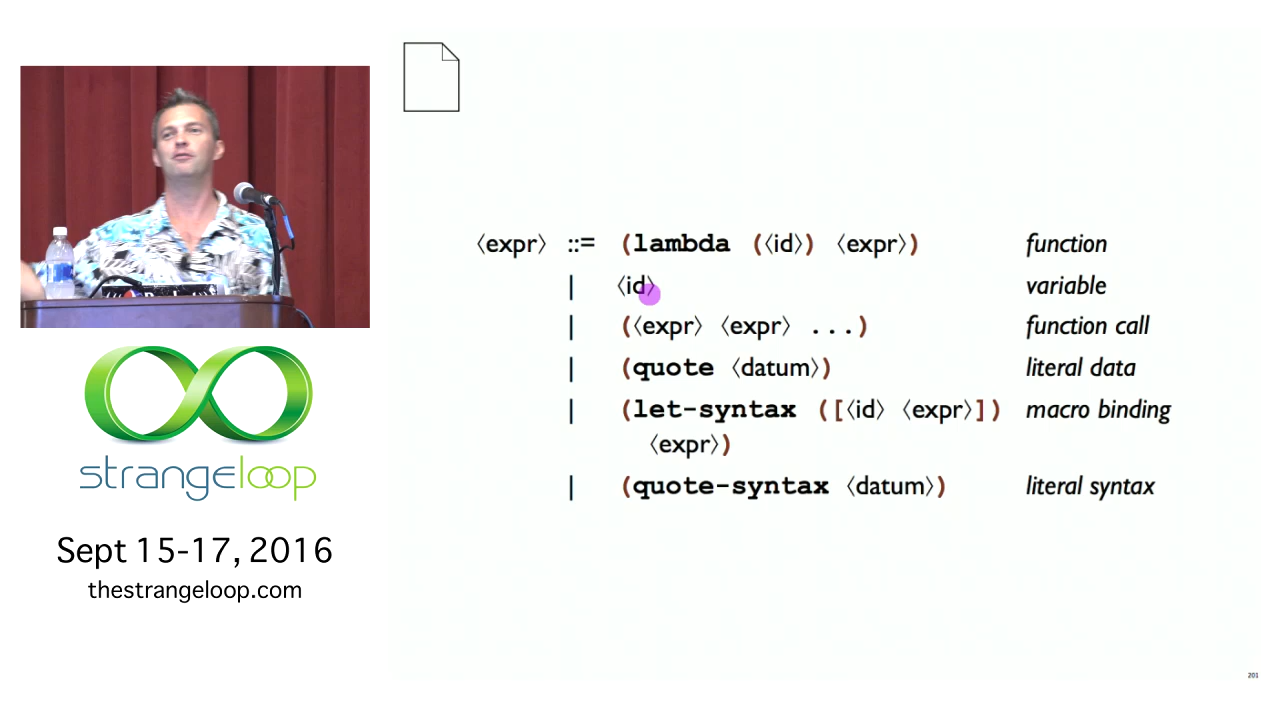 〈expr〉 ::= (lambda (〈id〉) 〈expr〉) function
| 〈id〉 variable
| (〈expr〉 〈expr〉 ...) function call
| (quote 〈datum〉) literal data
| (let-syntax ([〈id〉 〈expr〉]) macro binding
〈expr〉)
| (quote-syntax 〈datum〉) literal syntax
strangeloop
Sept 15-17, 2016
thestrangeloop.com
201